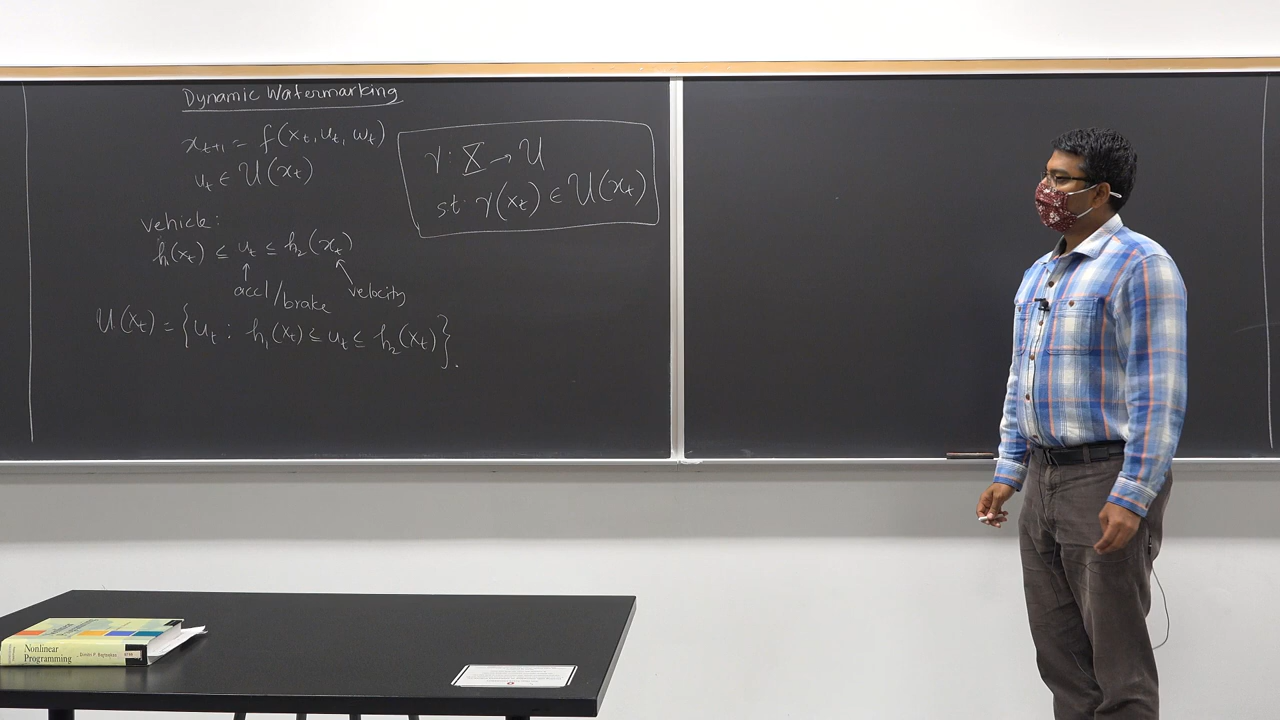 Dynamic Watermarking
x_{t+1} = f(x_t, u_t, w_t)
u_t ∈ U(x_t)
vehicle:
h_1(x_t) ≤ u_t ≤ h_2(x_t)
accl/brake
velocity
U(x_t) = {u_t : h_1(x_t) ≤ u_t ≤ h_2(x_t)}.
γ : X → U
st. γ(x_t) ∈ U(x_t)
Nonlinear
Programming